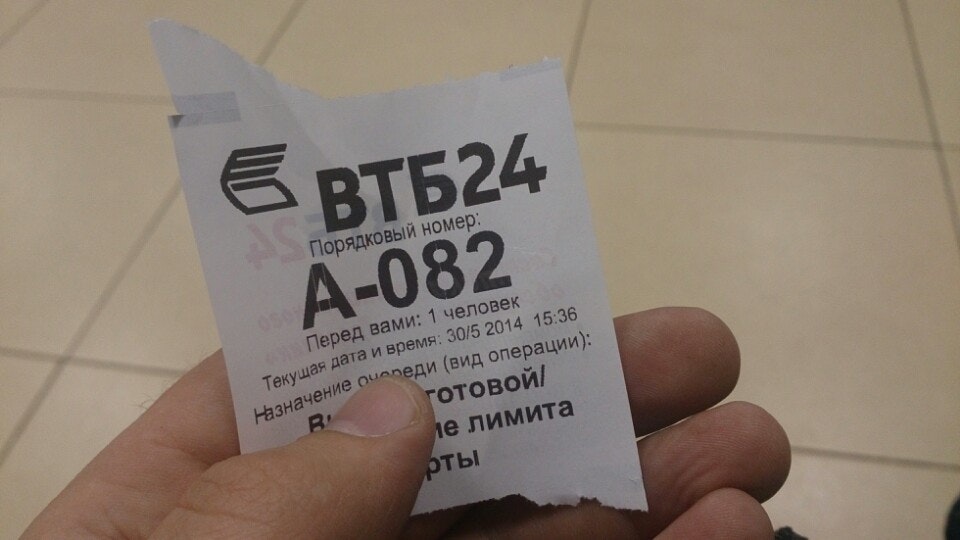 ВТБ24
Порядковый номер:
А-082
Перед вами: 1 человек
Текущая дата и время: 30/5 2014 15:36
Назначение очереди (вид операции):
готовой/
лимита